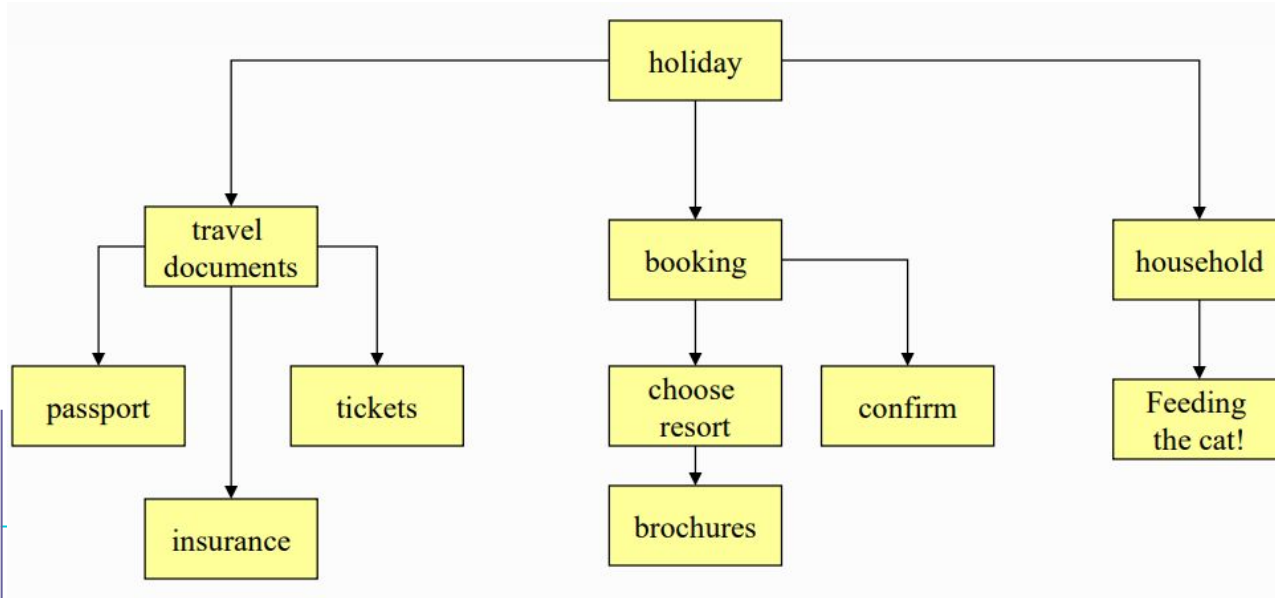 holiday
travel
documents
booking
household
passport
tickets
choose
resort
confirm
Feeding
the cat!
insurance
brochures